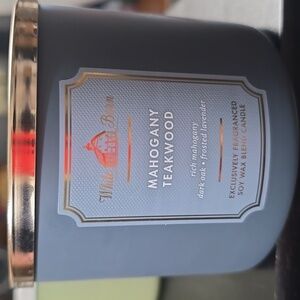 White Barn
MAHOGANY
TEAKWOOD
rich mahogany
dark oak • frosted lavender
EXCLUSIVELY FRAGRANCED
SOY WAX BLEND CANDLE